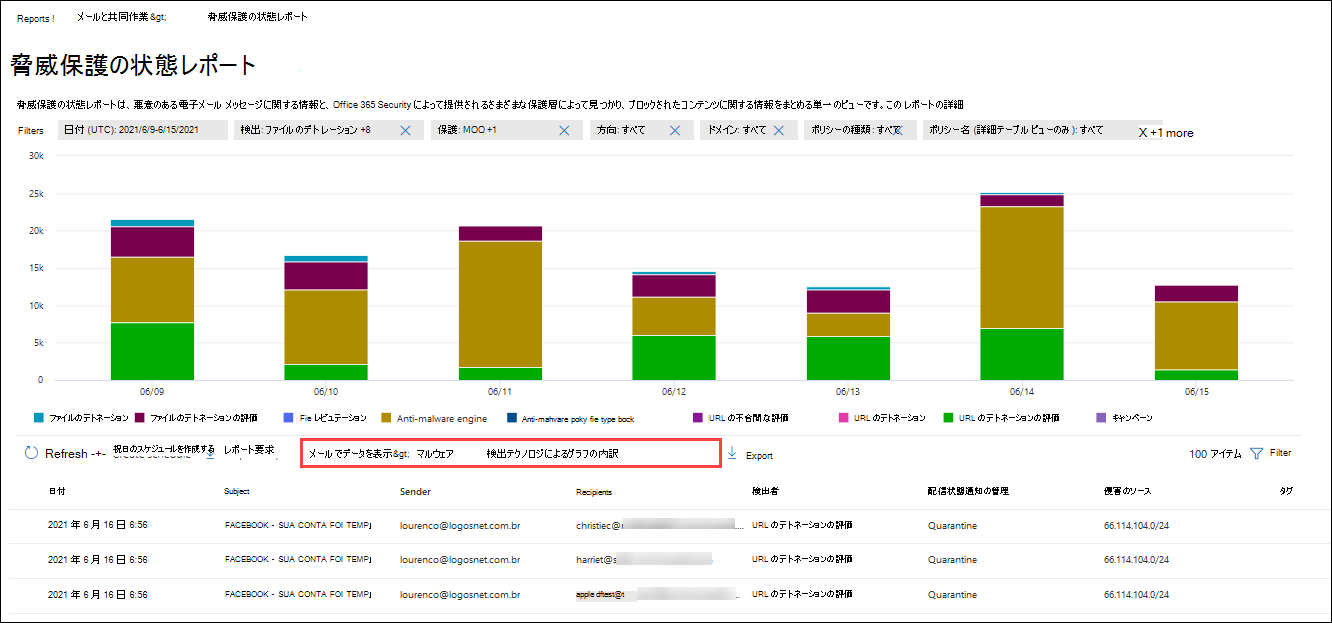 Reports ! メールと共同作業&gt; 脅威保護の状態レポート
脅威保護の状態レポート
脅威保護の状態レポートは、悪意のある電子メール メッセージに関する情報と、Office 365 Security によって提供されるさまざまな保護層によって見つかり、ブロックされたコンテンツに関する情報をまとめる単一のビューです。このレポートの詳細
Filters 日付 (UTC): 2021/6/9-6/15/2021 検出: ファイルのデトレーション +8 保護: MOO +1 方向: すべて ドメイン: すべて ポリシーの種類: すべて ポリシー名 (詳細テーブル ビューのみ): すべて X +1 more
30k
25k
20k
15k
10k
5k
0
06/09 06/10 06/11 06/12 06/13 06/14 06/15
ファイルのデトネーション ファイルのデトネーションの評価 Fie レピュテーション Anti-malware engine Anti-mahvare poky fie type bock URL の不合間な評価 URL のデトネーション URL のデトネーションの評価 キャンペーン
Refresh -+- 祝日のスケジュールを作成する レポート要求 メール でデータを表示&gt; マルウェア 検出テクノロジによるグラフの内訳 Export 100 アイテム Filter
Create schedule
日付 Subject Sender Recipients 検出者 配信状態通知の管理 侵害のソース タグ
2021 年 6 月 16 日 6:56 FACEBOOK - SUA CONTA FOI TEMP」 lourenco@logosnet.com.br christiec@ ... URL のデトネーションの評価 Quarantine 66.114.104.0/24
2021 年 6 月 16 日 6:56 FACEBOOK - SUA CONTA FOI TEMP」 lourenco@logosnet.com.br harriet@s URL のデトネーションの評価 Quarantine 66.114.104.0/24
2021 年 6 月 16 日 6:56 FACEBOOK - SUA CONTA FOI TEMP」 lourenco@logosnet.com.br apple dftest@t ... URL のデトネーションの評価 Quarantine 66.114.104.0/24